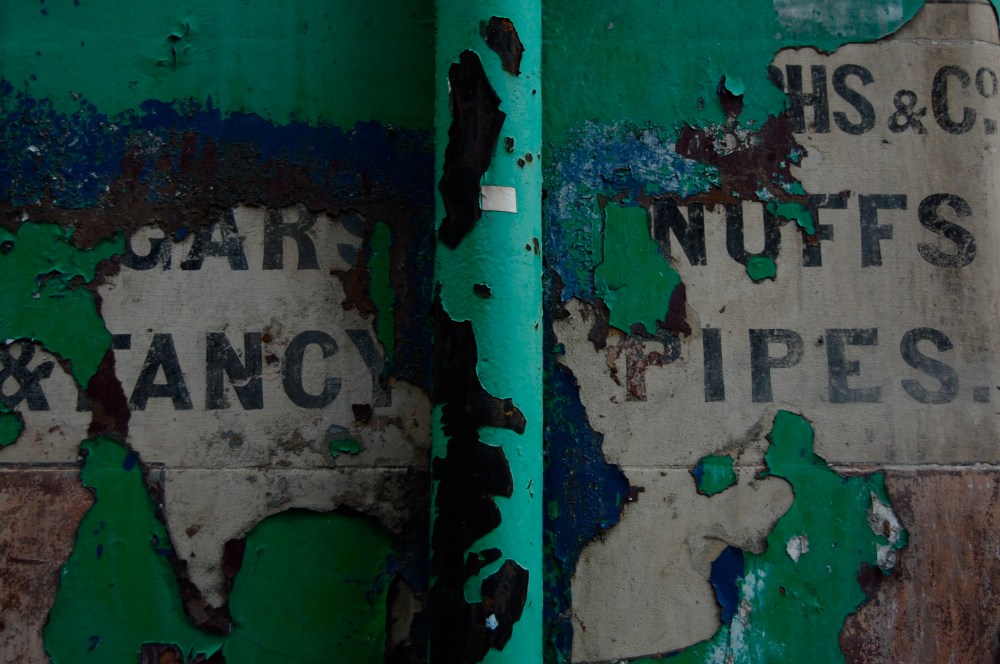 HS & Cº
GARS NUFFS
& FANCY PIPES.